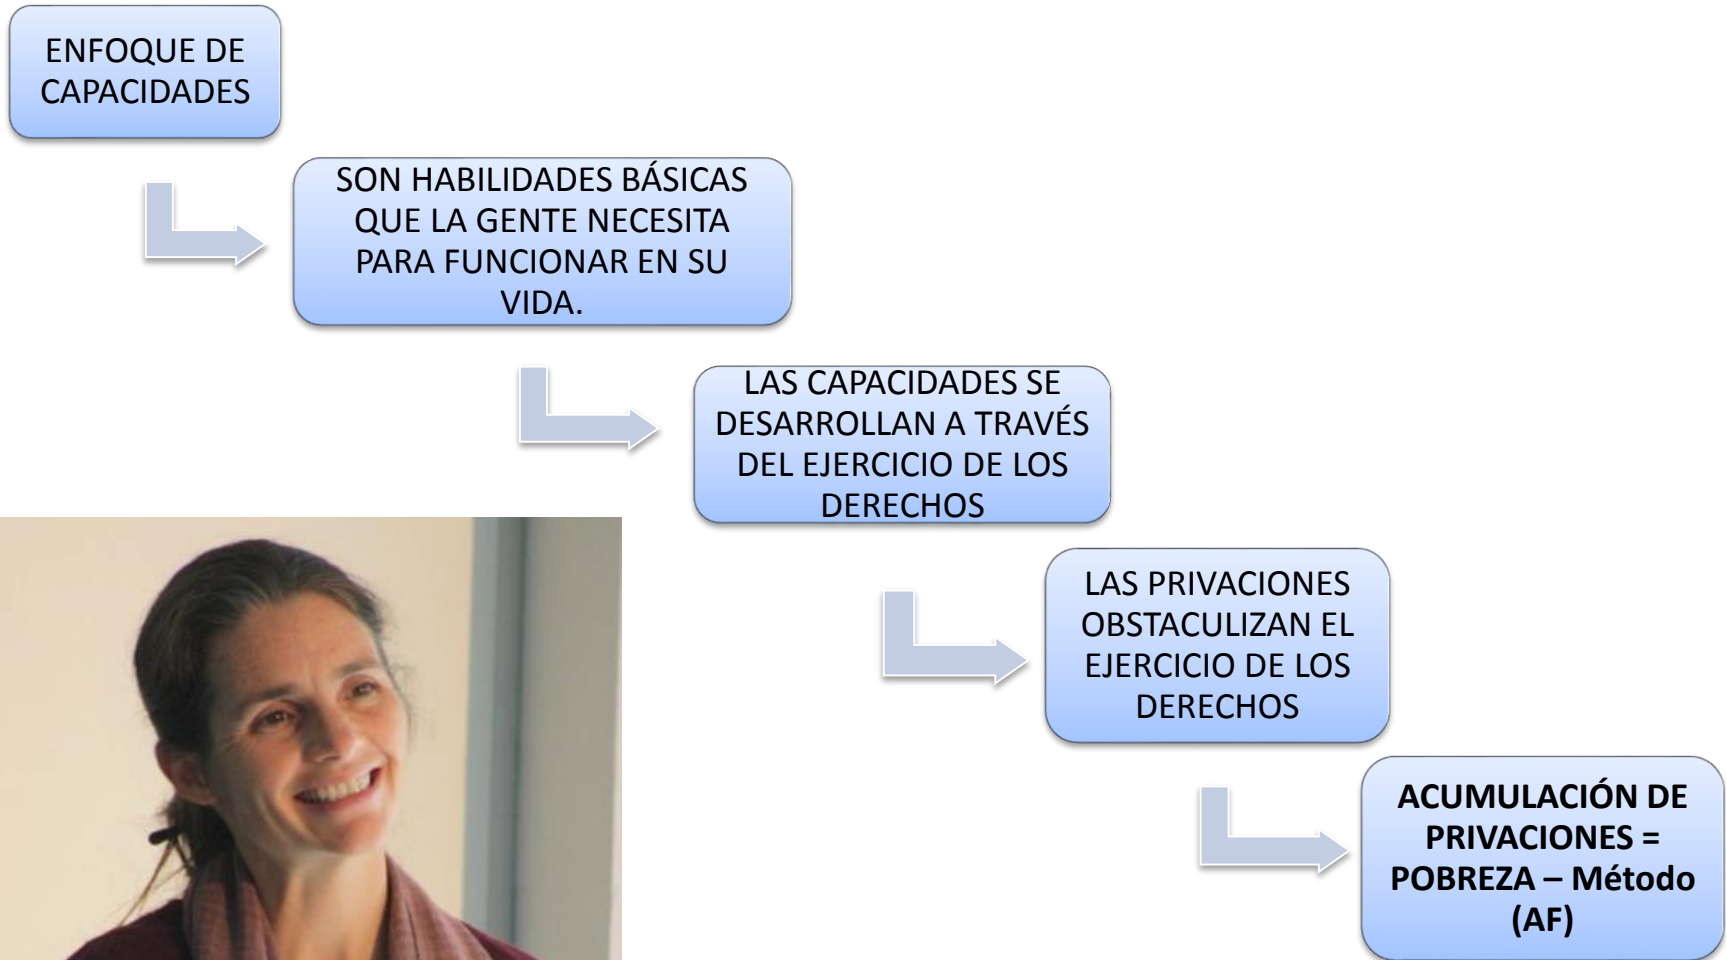 ENFOQUE DE
CAPACIDADES
SON HABILIDADES BÁSICAS
QUE LA GENTE NECESITA
PARA FUNCIONAR EN SU
VIDA.
LAS CAPACIDADES SE
DESARROLLAN A TRAVÉS
DEL EJERCICIO DE LOS
DERECHOS
LAS PRIVACIONES
OBSTACULIZAN EL
EJERCICIO DE LOS
DERECHOS
ACUMULACIÓN DE
PRIVACIONES =
POBREZA – Método
(AF)